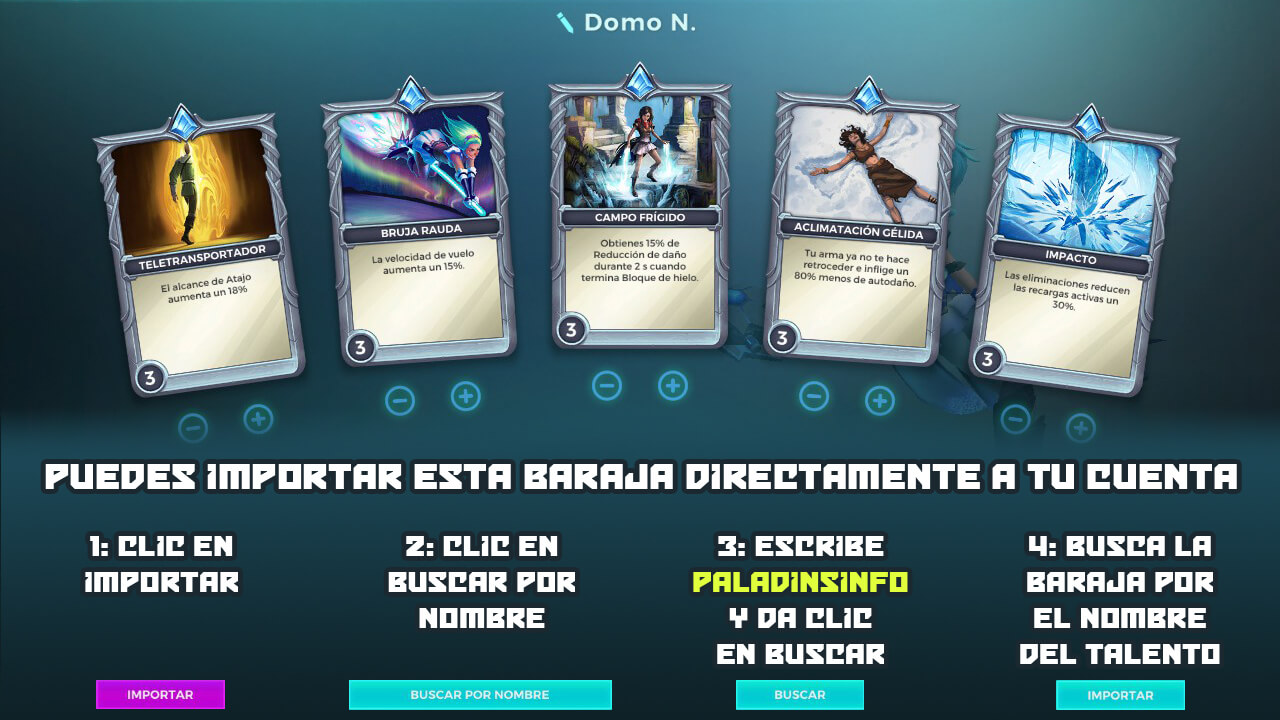 Domo N.
TELETRANSPORTADOR
El alcance de Atajo
aumenta un 18%
3
BRUJA RAUDA
La velocidad de vuelo
aumenta un 15%.
3
CAMPO FRÍGIDO
Obtienes 15% de
Reducción de daño
durante 2 s cuando
termina Bloque de hielo.
3
ACLIMATACIÓN GÉLIDA
Tu arma ya no te hace
retroceder e inflige un
80% menos de autodaño.
3
IMPACTO
Las eliminaciones reducen
las recargas activas un
30%.
3
PUEDES IMPORTAR ESTA BARAJA DIRECTAMENTE A TU CUENTA
1: CLIC EN
IMPORTAR
IMPORTAR
2: CLIC EN
BUSCAR POR
NOMBRE
BUSCAR POR NOMBRE
3: ESCRIBE
PALADINSINFO
Y DA CLIC
EN BUSCAR
BUSCAR
4: BUSCA LA
BARAJA POR
EL NOMBRE
DEL TALENTO
IMPORTAR